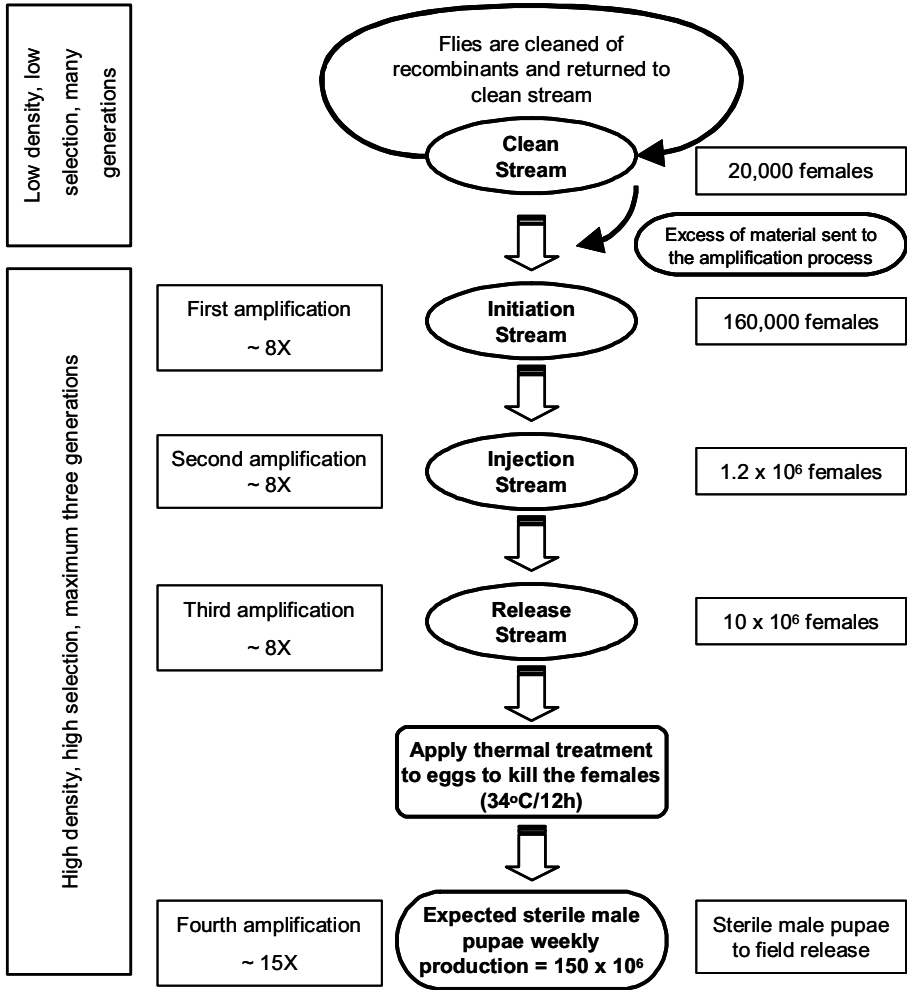 Low density, low
selection, many
generations
Flies are cleaned of
recombinants and returned to
clean stream
Clean
Stream
20,000 females
Excess of material sent to
the amplification process
High density, high selection, maximum three generations
First amplification
~ 8X
Initiation
Stream
160,000 females
Second amplification
~ 8X
Injection
Stream
1.2 x 10⁶ females
Third amplification
~ 8X
Release
Stream
10 x 10⁶ females
Apply thermal treatment
to eggs to kill the females
(34ºC/12h)
Fourth amplification
~ 15X
Expected sterile male
pupae weekly
production = 150 x 10⁶
Sterile male pupae
to field release